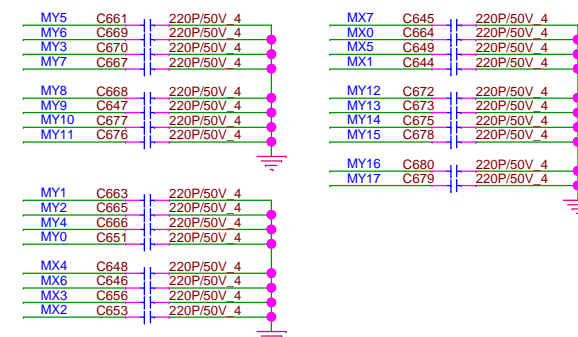 MY5 C661 220P/50V_4
MY6 C669 220P/50V_4
MY3 C670 220P/50V_4
MY7 C667 220P/50V_4
MY8 C668 220P/50V_4
MY9 C647 220P/50V_4
MY10 C677 220P/50V_4
MY11 C676 220P/50V_4
MY1 C663 220P/50V_4
MY2 C665 220P/50V_4
MY4 C666 220P/50V_4
MY0 C651 220P/50V_4
MX4 C648 220P/50V_4
MX6 C646 220P/50V_4
MX3 C656 220P/50V_4
MX2 C653 220P/50V_4
MX7 C645 220P/50V_4
MX0 C664 220P/50V_4
MX5 C649 220P/50V_4
MX1 C644 220P/50V_4
MY12 C672 220P/50V_4
MY13 C673 220P/50V_4
MY14 C675 220P/50V_4
MY15 C678 220P/50V_4
MY16 C680 220P/50V_4
MY17 C679 220P/50V_4